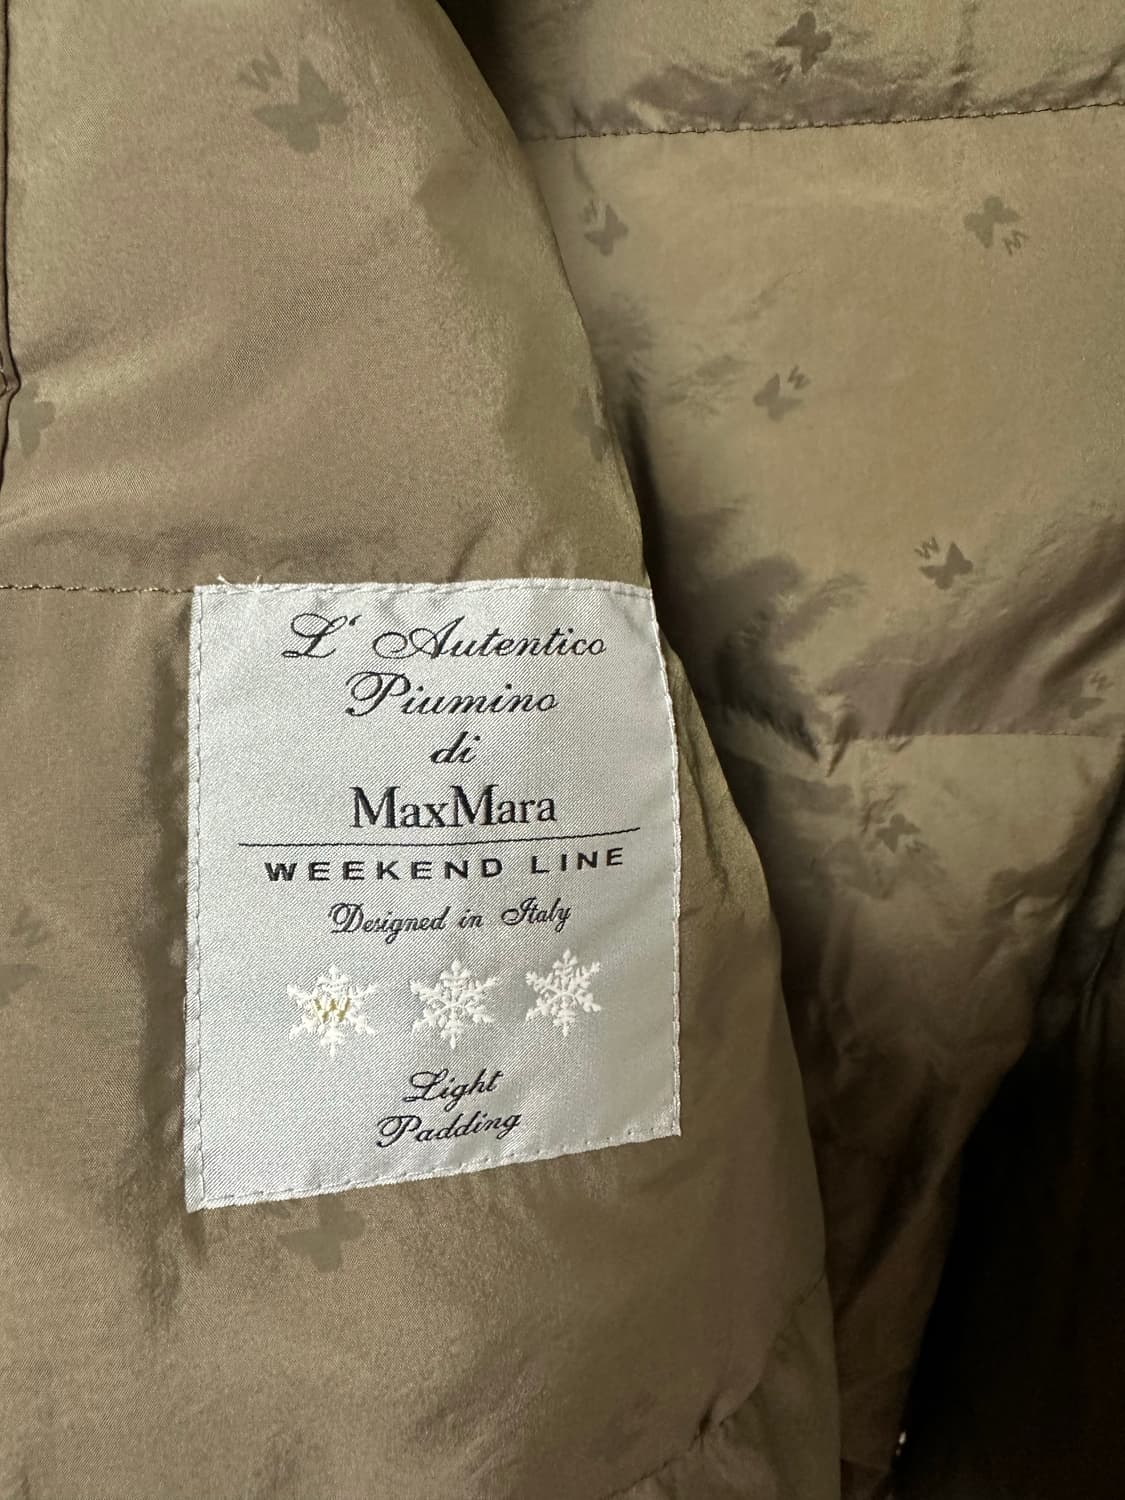 L' Autentico
Piumino
di
MaxMara
WEEKEND LINE
Designed in Italy
W
Light
Padding
W
W
W
W
W